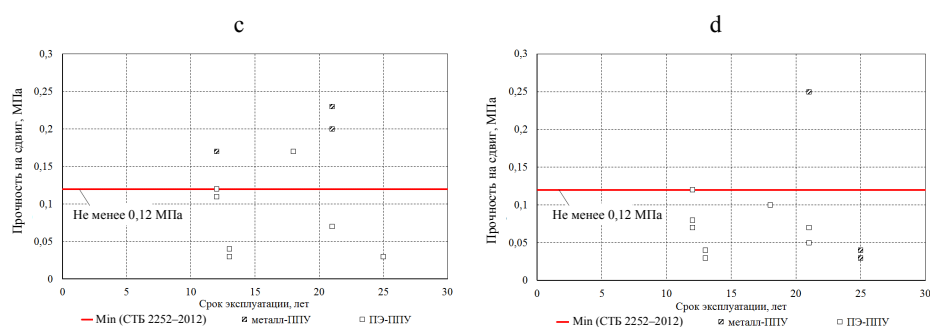 c
0,3
0,25
0,2
0,15
0,1
0,05
0
Прочность на сдвиг, МПа
Не менее 0,12 МПа
0 5 10 15 20 25 30
Срок эксплуатации, лет
Min (СТБ 2252–2012) металл-ППУ ПЭ-ППУ
d
0,3
0,25
0,2
0,15
0,1
0,05
0
Прочность на сдвиг, МПа
Не менее 0,12 МПа
0 5 10 15 20 25 30
Срок эксплуатации, лет
Min (СТБ 2252–2012) металл-ППУ ПЭ-ППУ